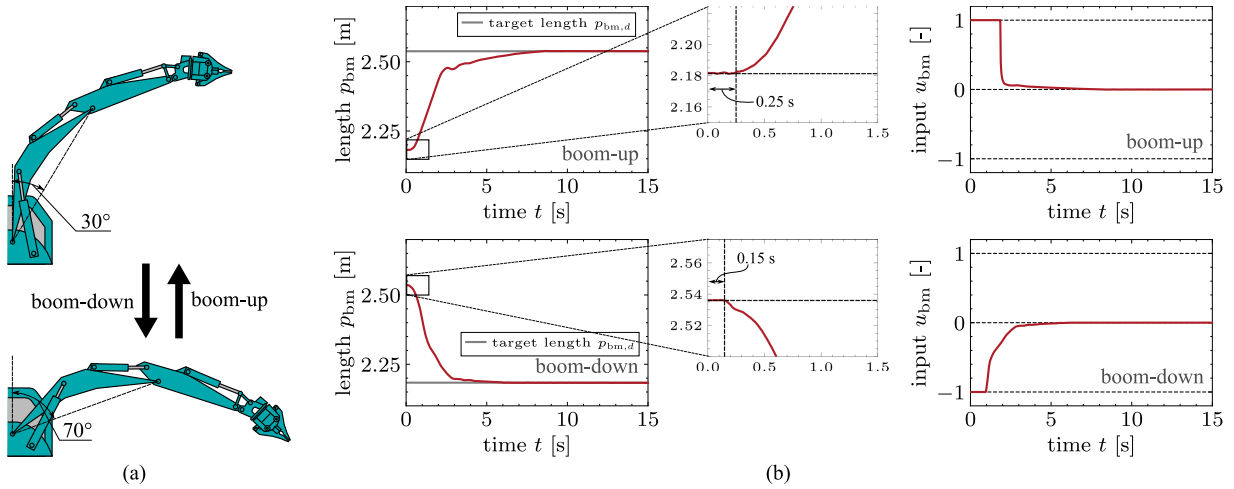 30°
boom-down
boom-up
70°
(a)
length p_bm [m]
2.50
2.25
target length p_bm,d
boom-up
0
5
10
15
time t [s]
2.20
2.18
2.16
0.25 s
0.0
0.5
1.0
1.5
input u_bm [-]
1
0
−1
boom-up
0
5
10
15
time t [s]
length p_bm [m]
2.50
2.25
target length p_bm,d
boom-down
0
5
10
15
time t [s]
2.56
2.54
2.52
0.15 s
0.0
0.5
1.0
1.5
input u_bm [-]
1
0
−1
boom-down
0
5
10
15
time t [s]
(b)